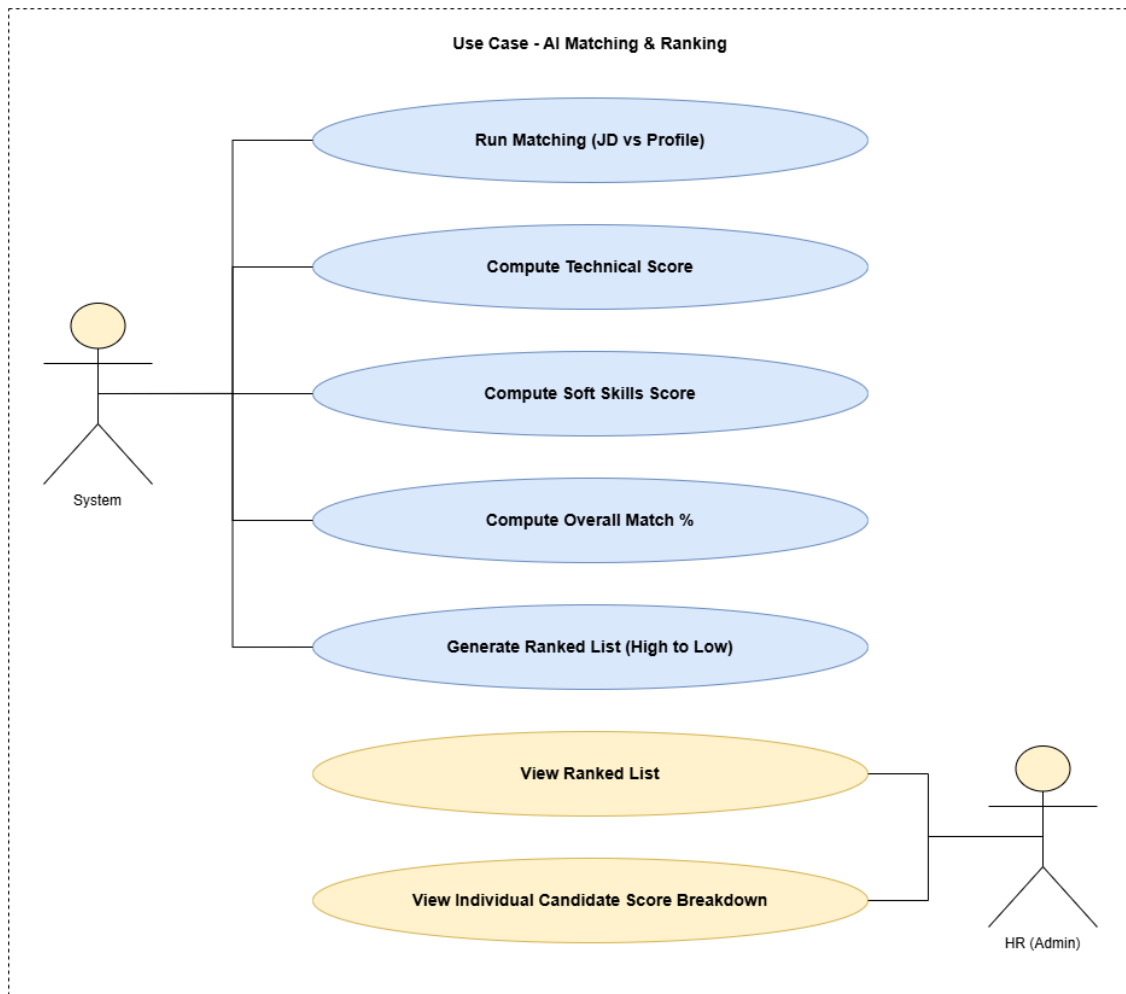 Use Case - AI Matching & Ranking
Run Matching (JD vs Profile)
Compute Technical Score
Compute Soft Skills Score
System
Compute Overall Match %
Generate Ranked List (High to Low)
View Ranked List
View Individual Candidate Score Breakdown
HR (Admin)